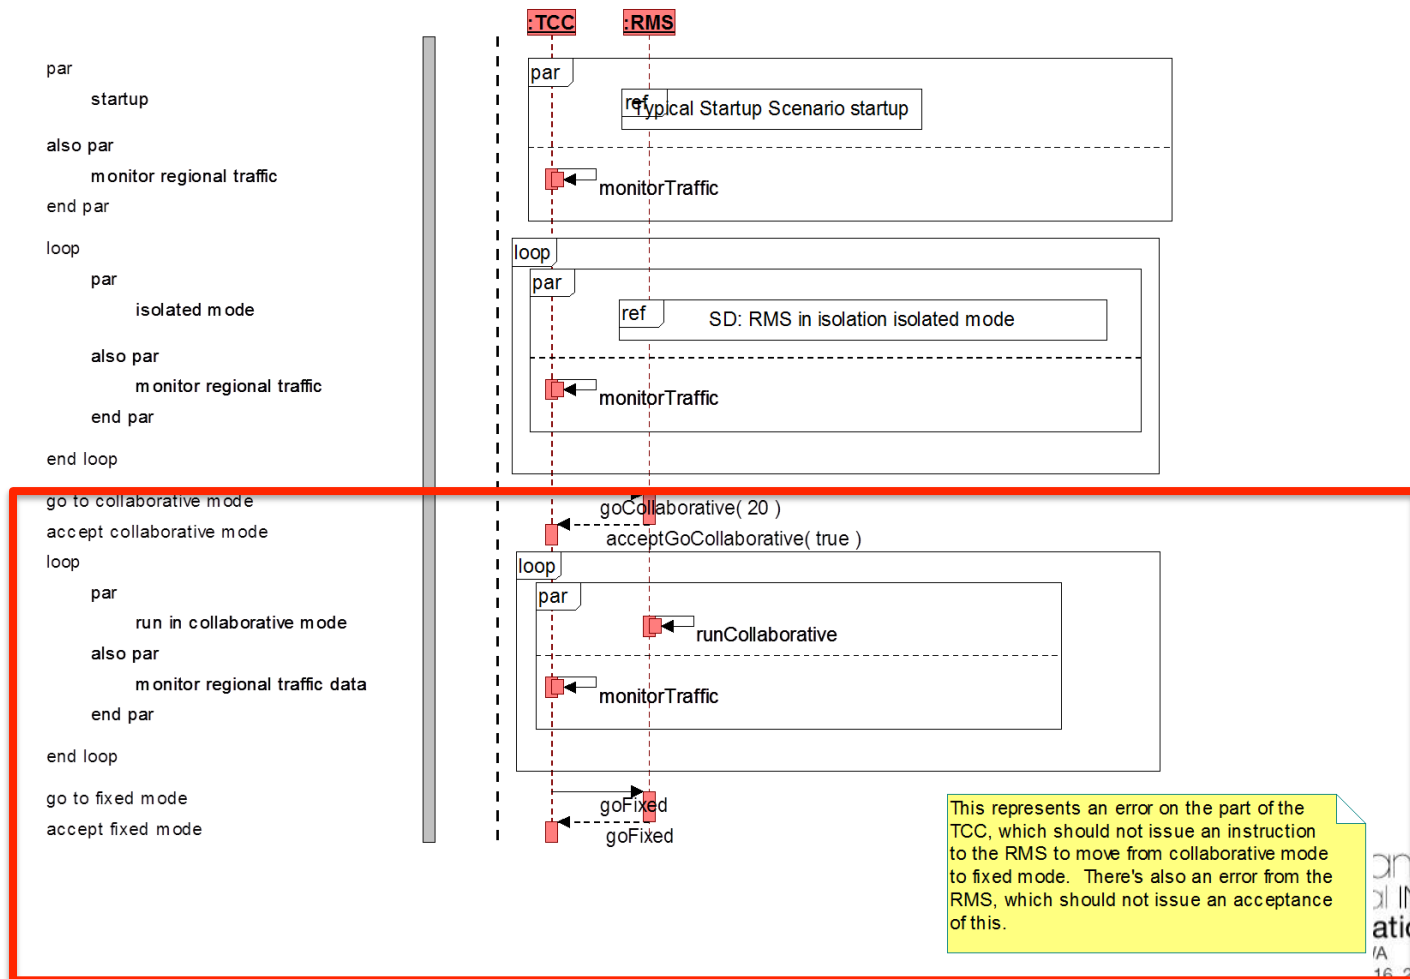 :TCC
:RMS
par
startup
also par
monitor regional traffic
end par
loop
par
isolated mode
also par
monitor regional traffic
end par
end loop
go to collaborative mode
accept collaborative mode
loop
par
run in collaborative mode
also par
monitor regional traffic data
end par
end loop
go to fixed mode
accept fixed mode
par
ref
Typical Startup Scenario startup
monitorTraffic
loop
par
ref
SD: RMS in isolation isolated mode
monitorTraffic
goCollaborative( 20 )
acceptGoCollaborative( true )
loop
par
runCollaborative
monitorTraffic
goFixed
goFixed
This represents an error on the part of the
TCC, which should not issue an instruction
to the RMS to move from collaborative mode
to fixed mode. There's also an error from the
RMS, which should not issue an acceptance
of this.